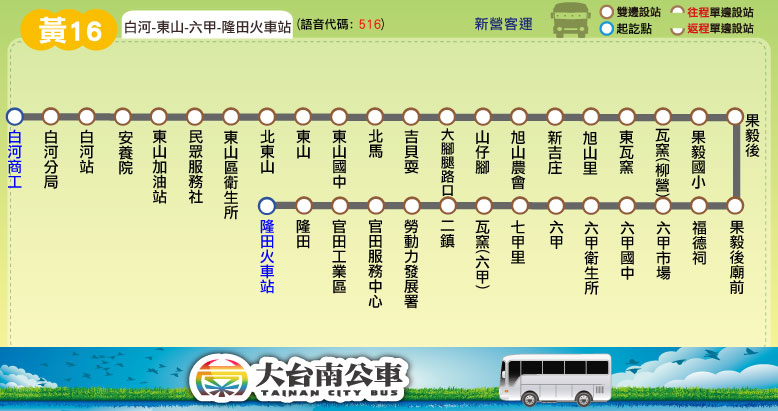 黃16
白河-東山-六甲-隆田火車站
(語音代碼: 516)
新營客運
雙邊設站
往程單邊設站
起訖點
返程單邊設站
白河商工
白河分局
白河站
安養院
東山加油站
民眾服務社
東山區衛生所
北東山
東山
東山國中
北馬
吉貝耍
大腳腿路口
山仔腳
旭山農會
新吉庄
旭山里
東瓦窯
瓦窯(柳營)
果毅國小
果毅後
果毅後廟前
福德祠
六甲市場
六甲國中
六甲衛生所
六甲
七甲里
瓦窯(六甲)
二鎮
勞動力發展署
官田服務中心
官田工業區
隆田
隆田火車站
大台南公車
TAINAN CITY BUS